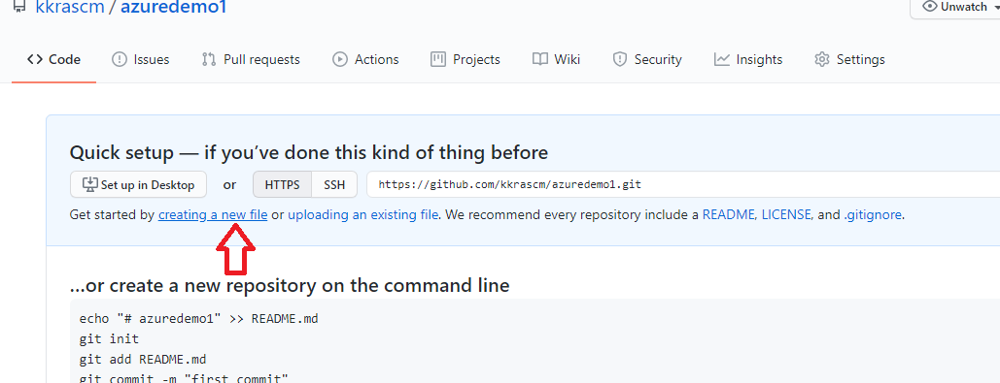 kkrascm / azuredemo1
Unwatch
Code Issues Pull requests Actions Projects Wiki Security Insights Settings
Quick setup — if you’ve done this kind of thing before
Set up in Desktop or HTTPS SSH https://github.com/kkrascm/azuredemo1.git
Get started by creating a new file or uploading an existing file. We recommend every repository include a README, LICENSE, and .gitignore.
…or create a new repository on the command line
echo "# azuredemo1" >> README.md
git init
git add README.md
git commit -m "first commit"